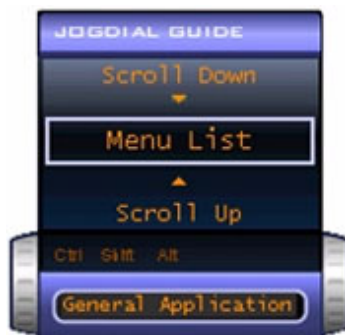 JOGDIAL GUIDE
Scroll Down
Menu List
Scroll Up
Ctrl Shift Alt
General Application